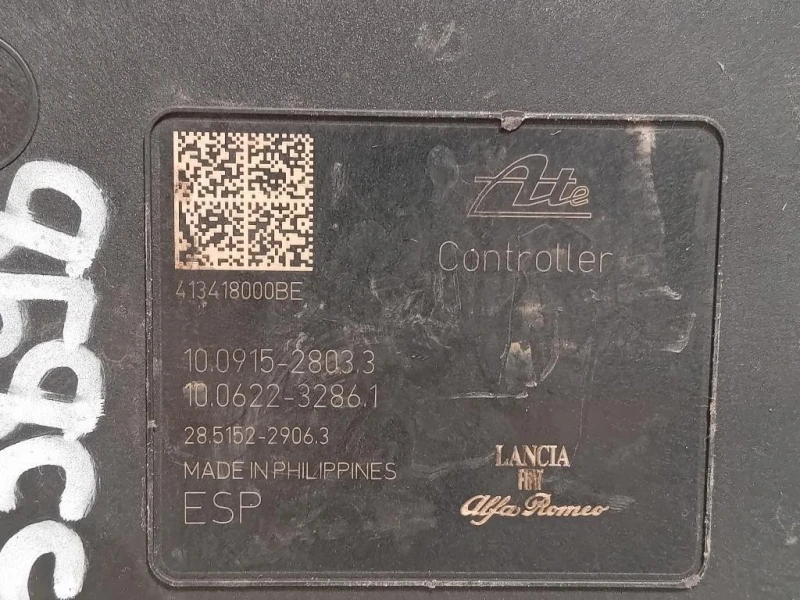 Ate
Controller
413418000BE
10.0915-2803.3
10.0622-3286.1
28.5152-2906.3
MADE IN PHILIPPINES
ESP
LANCIA
FIAT
Alfa Romeo